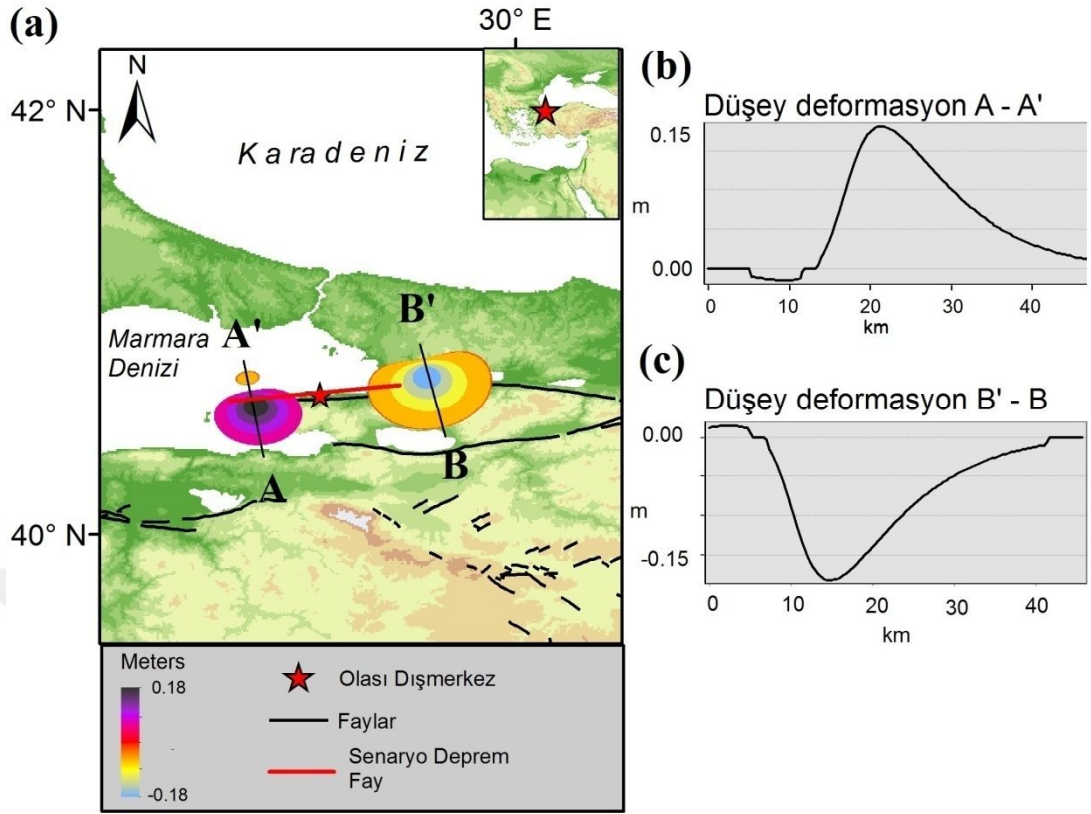 (a)
30° E
42° N
N
Karadeniz
Marmara
Denizi
A'
B'
A
B
40° N
Meters
0.18
-0.18
Olası Dışmerkez
Faylar
Senaryo Deprem
Fay
(b)
Düşey deformasyon A - A'
0.15
m
0.00
0 10 20 30 40
km
(c)
Düşey deformasyon B' - B
0.00
m
-0.15
0 10 20 30 40
km